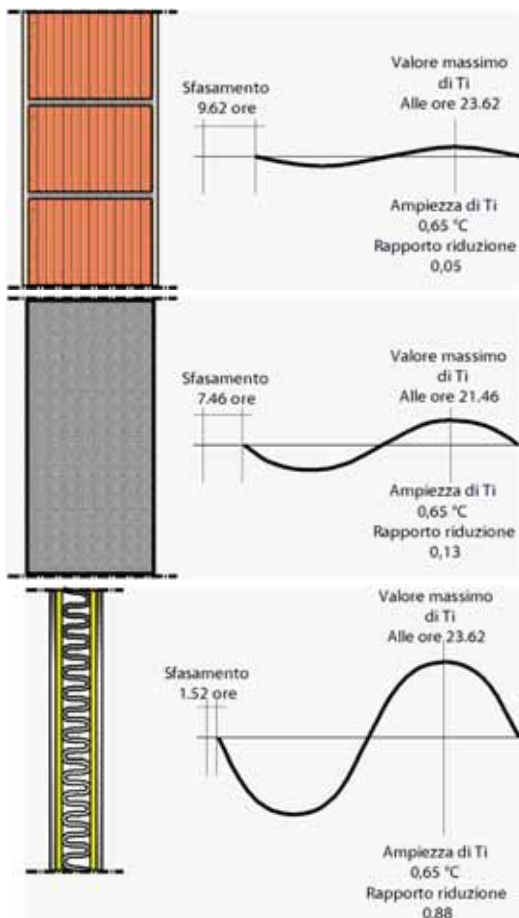 Sfasamento
9.62 ore
Valore massimo
di Ti
Alle ore 23.62
Ampiezza di Ti
0,65 °C
Rapporto riduzione
0,05
Sfasamento
7.46 ore
Valore massimo
di Ti
Alle ore 21.46
Ampiezza di Ti
0,65 °C
Rapporto riduzione
0,13
Sfasamento
1.52 ore
Valore massimo
di Ti
Alle ore 23.62
Ampiezza di Ti
0,65 °C
Rapporto riduzione
0,88